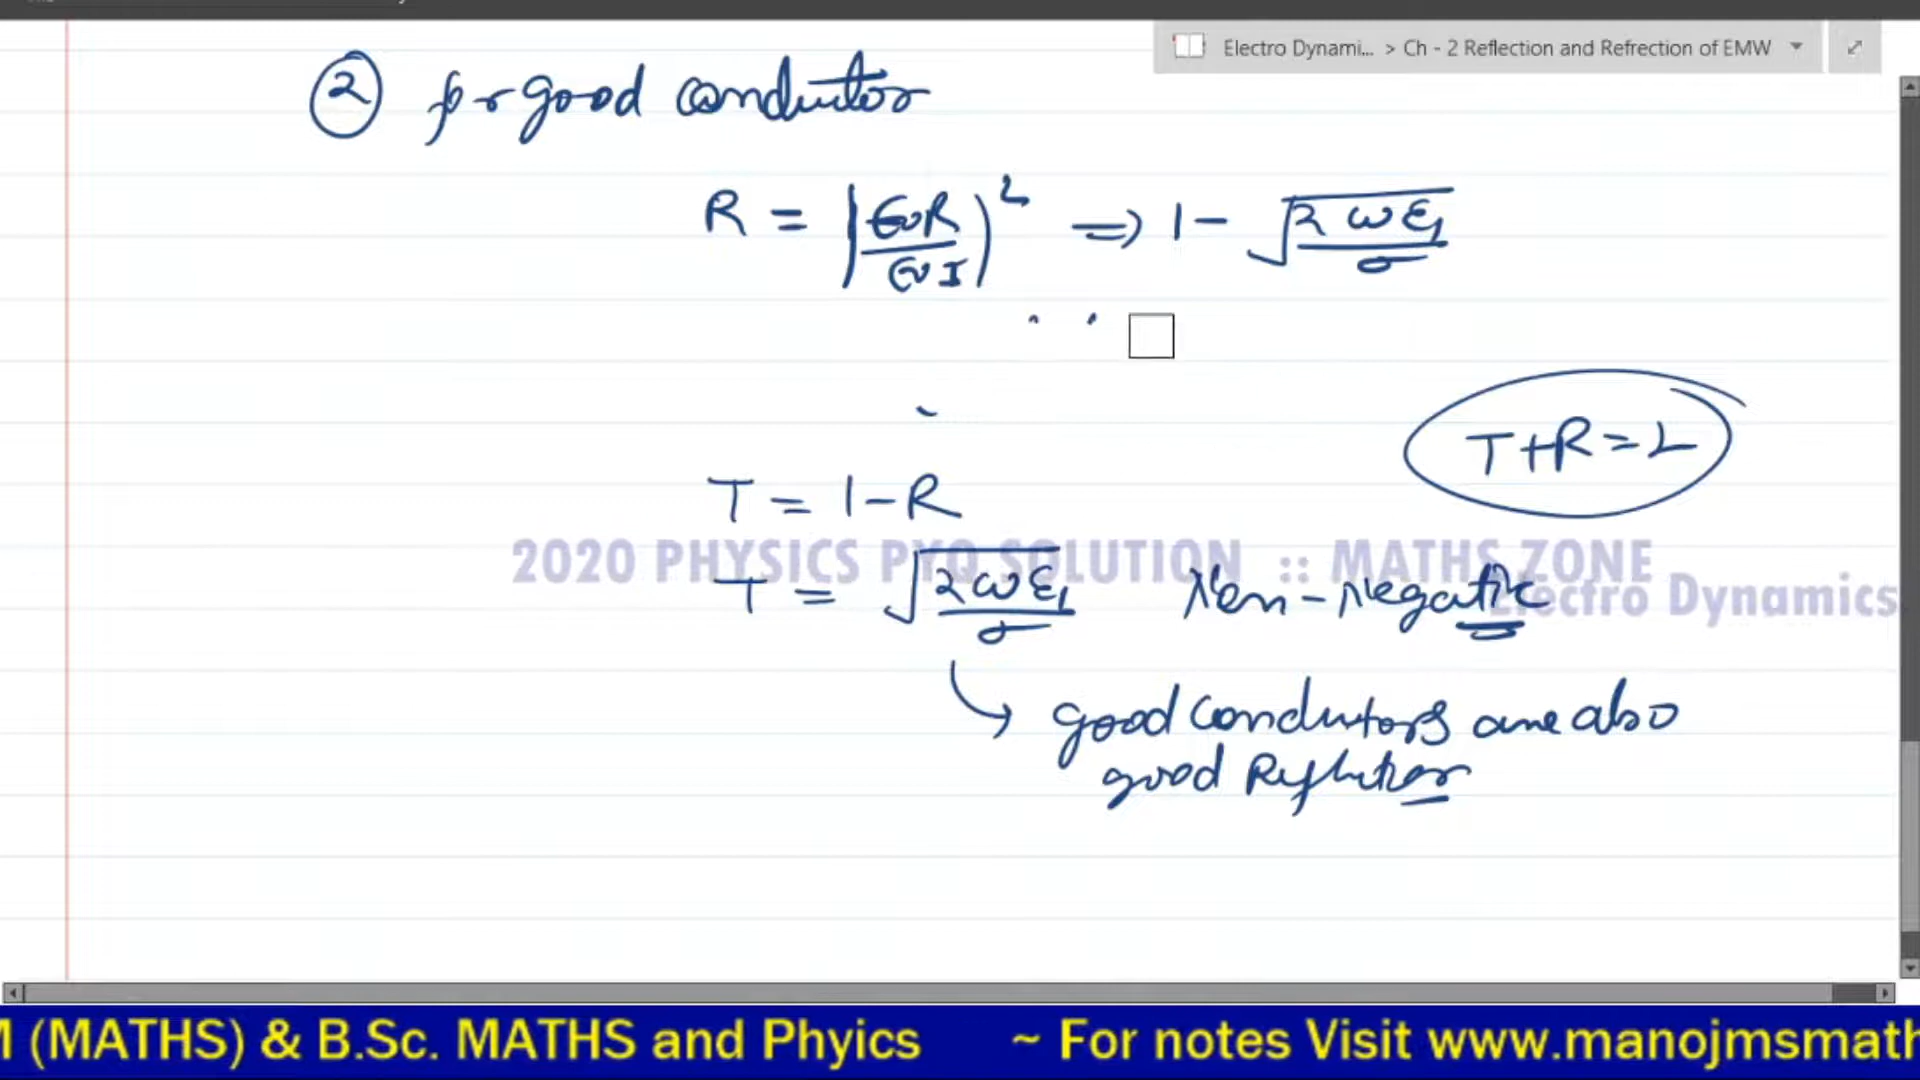 Electro Dynami... > Ch - 2 Reflection and Refrection of EMW
② for good conductor
R = |E₀R/E₀I|² ⇒ 1 - √(2ωε₁/σ)
T+R=1
T = 1-R
2020 PHYSICS PYQ SOLUTION :: MATHS ZONE
T = √(2ωε₁/σ) Non-Negative
Electro Dynamics
↳ good conductors are also
good Reflector
M (MATHS) & B.Sc. MATHS and Phyics ~ For notes Visit www.manojmsmath